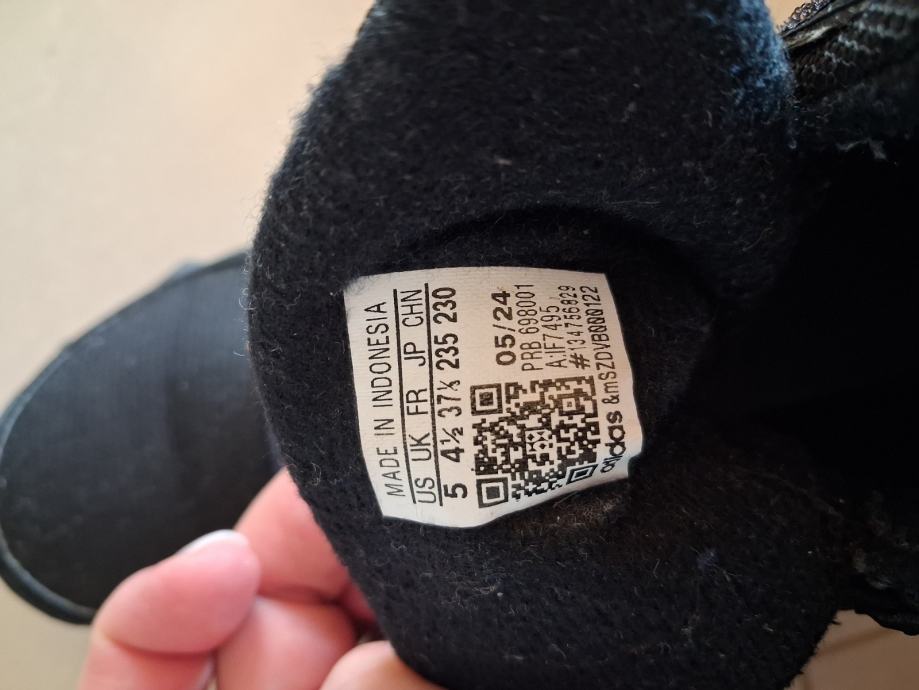 MADE IN INDONESIA
US UK FR JP CHN
5 4½ 37⅓ 235 230
05/24
PRB 698001
A:IF7495
#134756829
adidas &mSZDVB000122